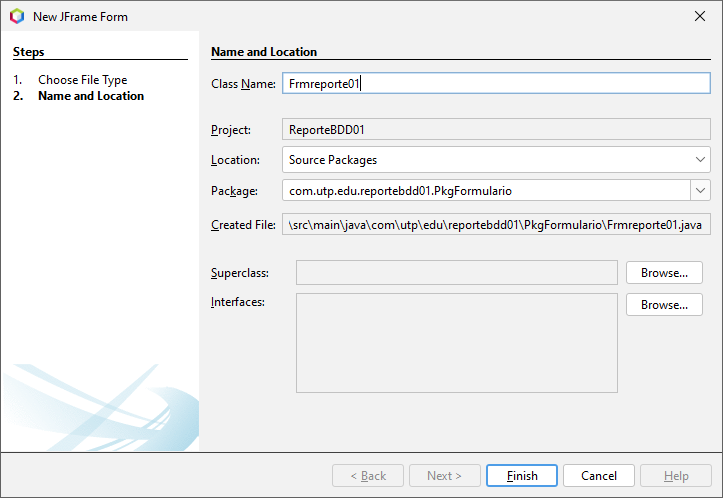 New JFrame Form
Steps
1. Choose File Type
2. Name and Location
Name and Location
Class Name: Frmreporte01
Project: ReporteBDD01
Location: Source Packages
Package: com.utp.edu.reportebdd01.PkgFormulario
Created File: \src\main\java\com\utp\edu\reportebdd01\PkgFormulario\Frmreporte01.java
Superclass: Browse...
Interfaces: Browse...
< Back Next > Finish Cancel Help